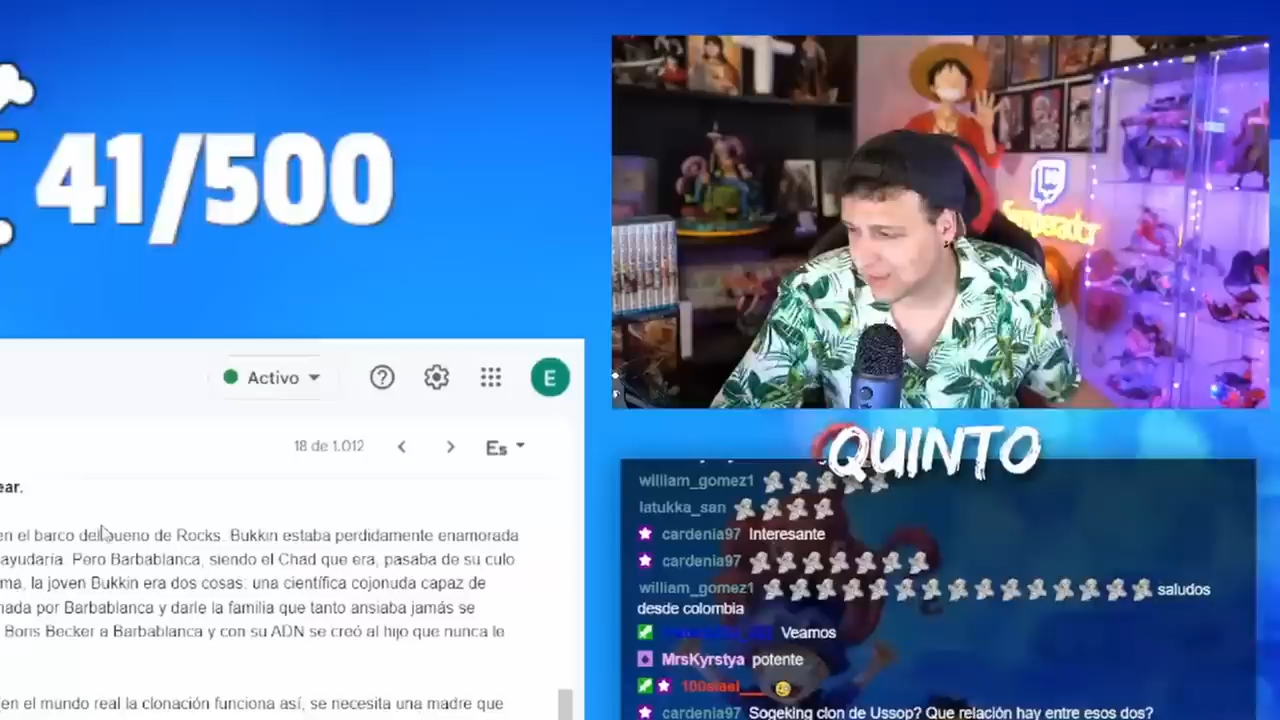 41/500
Emperador
Activo
E
18 de 1.012
Es
ear.
en el barco del bueno de Rocks. Bukkin estaba perdidamente enamorada
ayudaría. Pero Barbablanca, siendo el Chad que era, pasaba de su culo
ma, la joven Bukkin era dos cosas: una científica cojonuda capaz de
nada por Barbablanca y darle la familia que tanto ansiaba jamás se
Boris Becker a Barbablanca y con su ADN se creó al hijo que nunca le
en el mundo real la clonación funciona así, se necesita una madre que
QUINTO
william_gomez1
latukka_san
cardenia97 Interesante
cardenia97
william_gomez1 saludos
desde colombia
Veamos
MrsKyrstya potente
cardenia97 Sogeking clon de Ussop? Que relación hay entre esos dos?